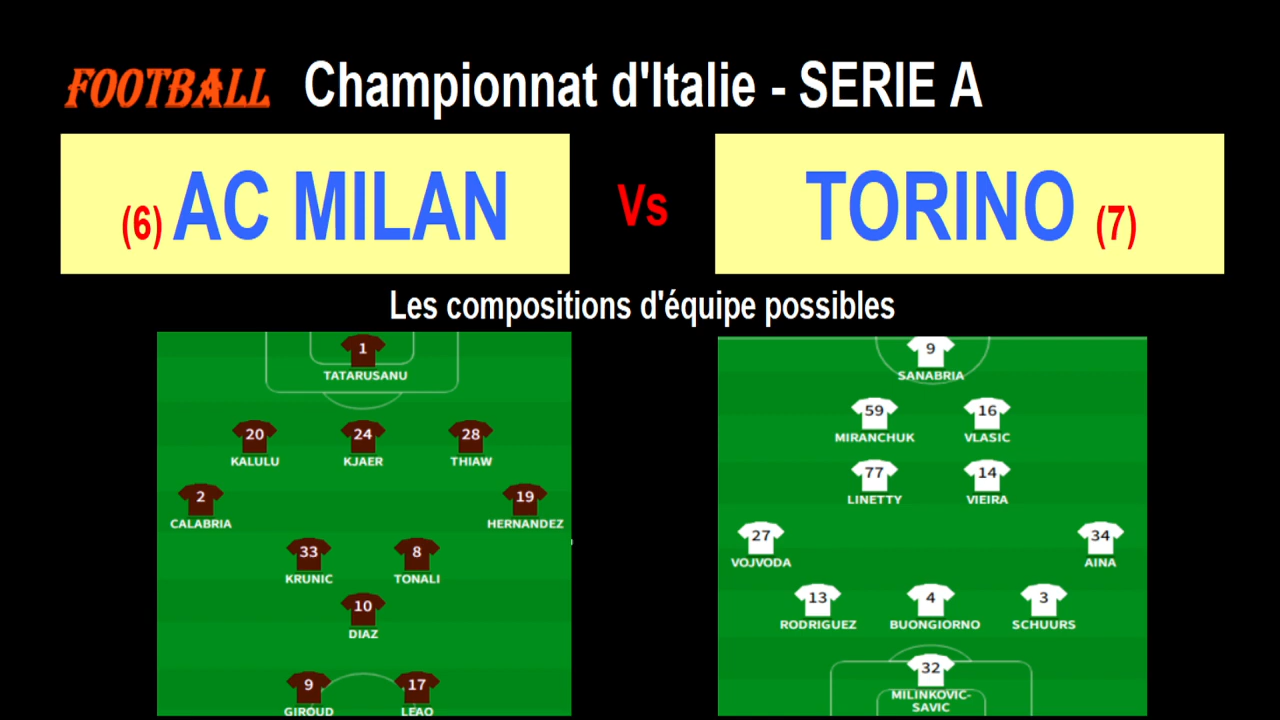 FOOTBALL Championnat d'Italie - SERIE A
(6) AC MILAN Vs TORINO (7)
Les compositions d'équipe possibles
1
TATARUSANU
20 24 28
KALULU KJAER THIAW
2 19
CALABRIA HERNANDEZ
33 8
KRUNIC TONALI
10
DIAZ
9 17
GIROUD LEAO
9
SANABRIA
59 16
MIRANCHUK VLASIC
77 14
LINETTY VIEIRA
27 34
VOJVODA AINA
13 4 3
RODRIGUEZ BUONGIORNO SCHUURS
32
MILINKOVIC-
SAVIC